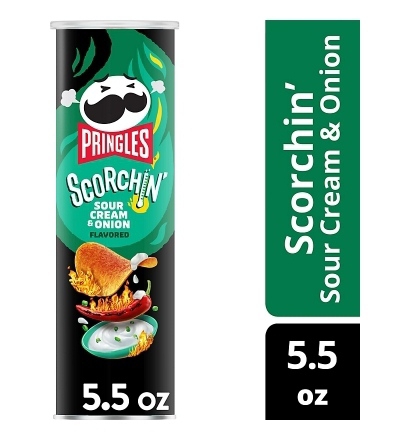 PRINGLES
SCORCHIN'
SOUR
CREAM
& ONION
FLAVORED
5.5 oz
Scorchin'
Sour Cream & Onion
5.5
oz